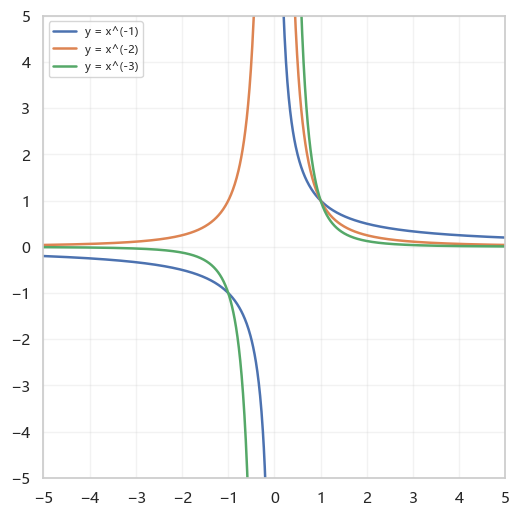 y = x^(-1)
y = x^(-2)
y = x^(-3)
5
4
3
2
1
0
−1
−2
−3
−4
−5
−5 −4 −3 −2 −1 0 1 2 3 4 5